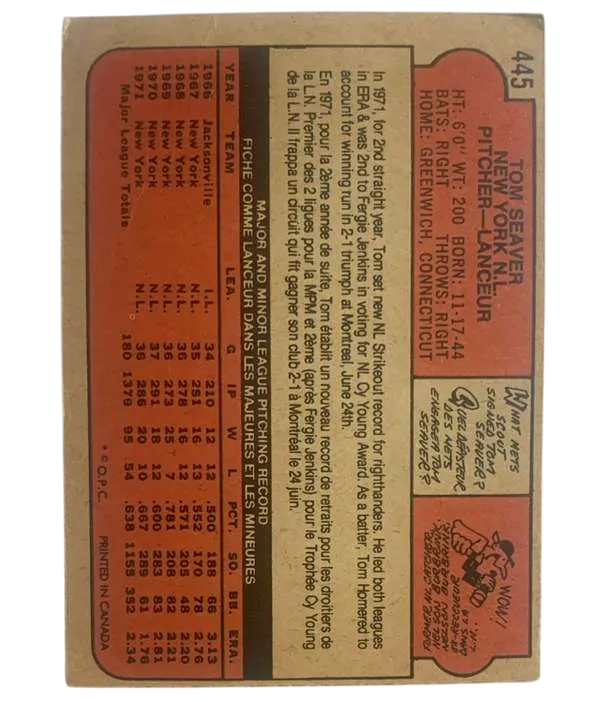 445
TOM SEAVER
NEW YORK N.L.
PITCHER—LANCEUR
HT: 6'0" WT: 200 BORN: 11-17-44
BATS: RIGHT THROWS: RIGHT
HOME: GREENWICH, CONNECTICUT
WHAT METS
SCOUT
SIGNED TOM
SEAVER?
QUEL DÉPISTEUR
DES METS
ENGAGEA TOM
SEAVER?
WOW!
In 1971, for 2nd straight year, Tom set new NL Strikeout record for righthanders. He led both leagues
in ERA & was 2nd to Fergie Jenkins in voting for NL Cy Young Award. As a batter, Tom Homered to
account for winning run in 2-1 triumph at Montreal, June 24th.
En 1971, pour la 2ème année de suite, Tom établit un nouveau record de retraits pour les droitiers de
la L.N. Premier des 2 ligues pour la MPM et 2ème (après Fergie Jenkins) pour le Trophée Cy Young
de la L.N. Il frappa un circuit qui fit gagner son club 2-1 à Montréal le 24 juin.
MAJOR AND MINOR LEAGUE PITCHING RECORD
FICHE COMME LANCEUR DANS LES MAJEURES ET LES MINEURES
YEAR TEAM LEA. G IP W L PCT. SO. BB. ERA.
1966 Jacksonville I.L. 34 210 12 12 .500 188 66 3.13
1967 New York N.L. 35 251 16 13 .552 170 78 2.76
1968 New York N.L. 36 278 16 12 .571 205 48 2.20
1969 New York N.L. 36 273 25 7 .781 208 82 2.21
1970 New York N.L. 37 291 18 12 .600 283 83 2.81
1971 New York N.L. 36 286 20 10 .667 289 61 1.76
Major League Totals 180 1379 95 54 .638 1155 352 2.34
* © O.P.C. PRINTED IN CANADA